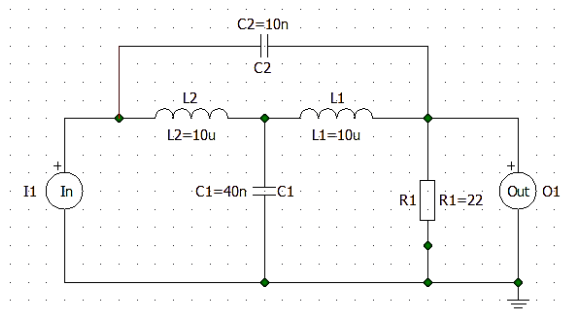 C2=10n
C2
L2
L1
L2=10u
L1=10u
+
+
I1
In
C1=40n
C1
R1
R1=22
Out
O1